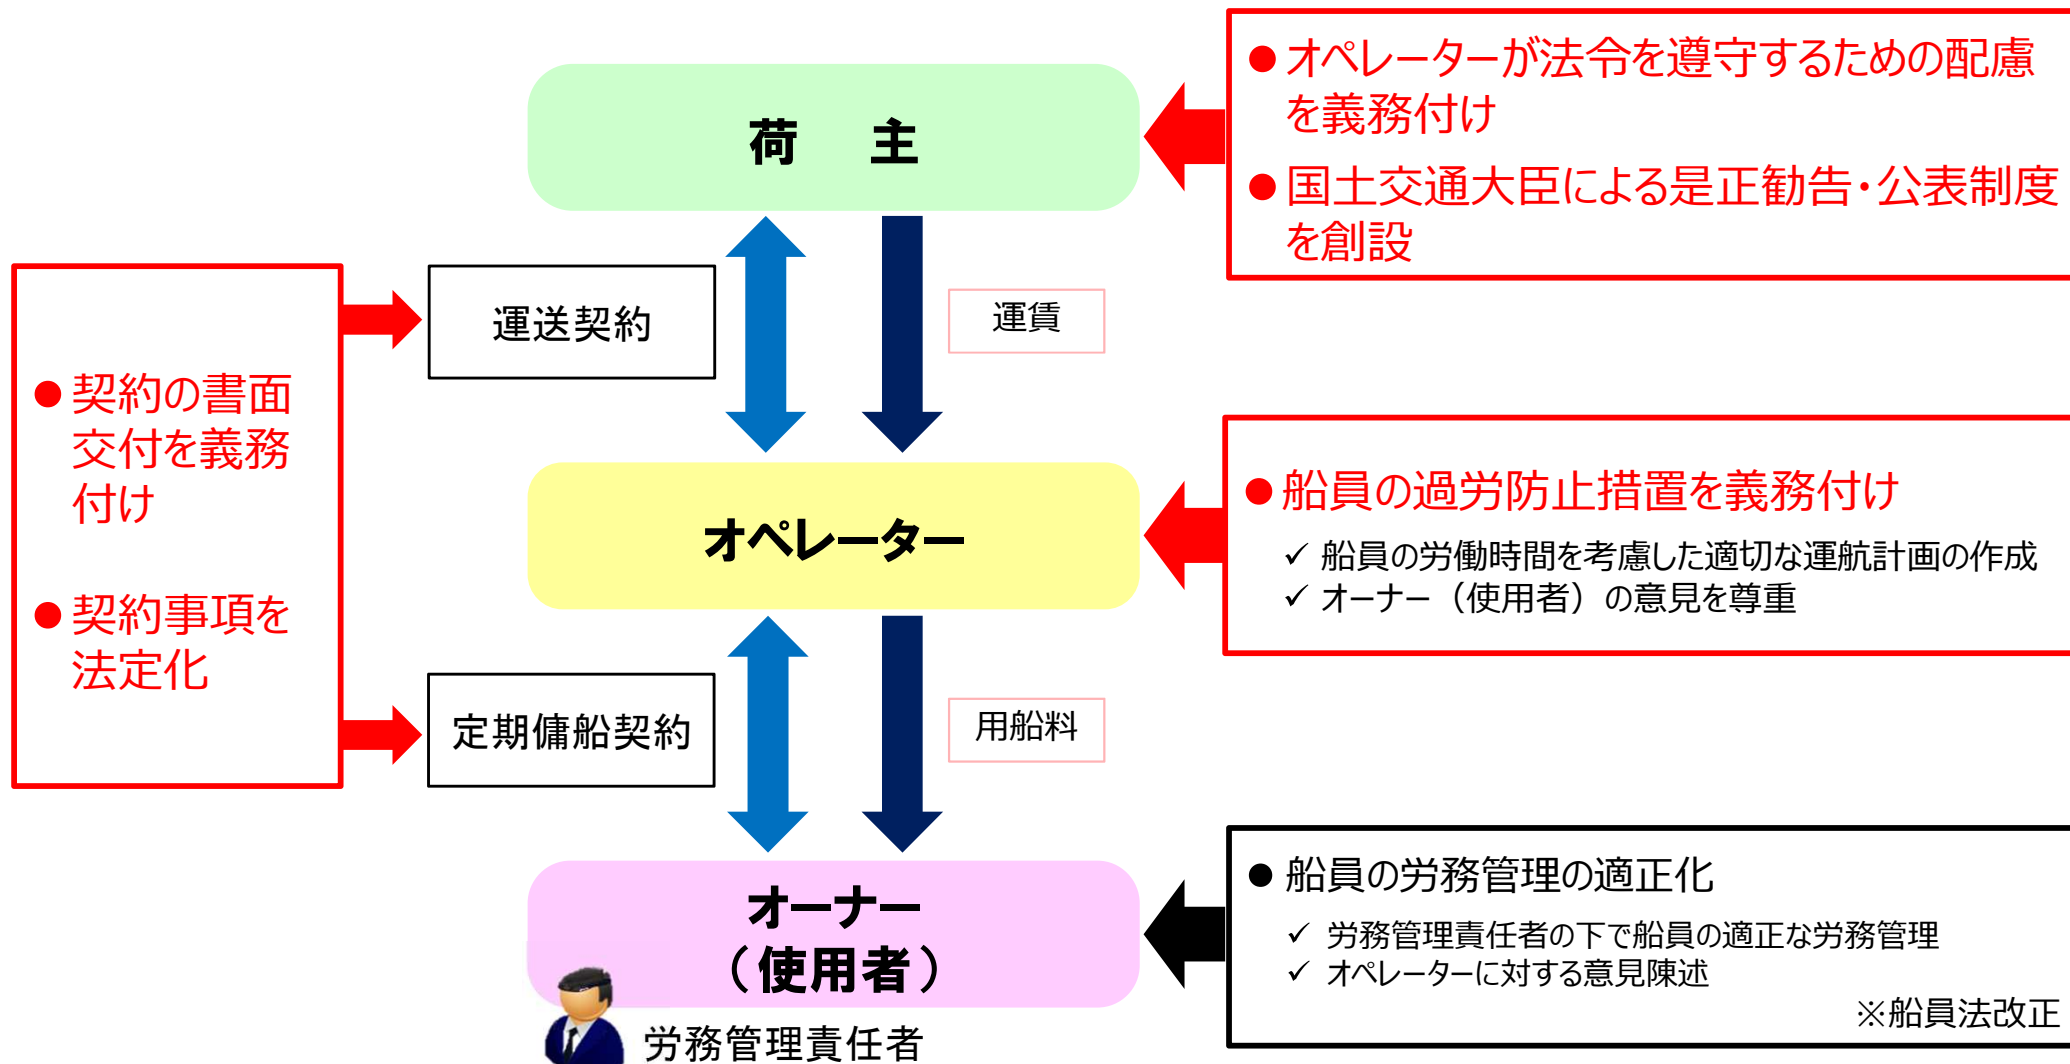 荷　主
● オペレーターが法令を遵守するための配慮
を義務付け
● 国土交通大臣による是正勧告・公表制度
を創設
● 契約の書面
交付を義務
付け
● 契約事項を
法定化
運送契約
運賃
オペレーター
● 船員の過労防止措置を義務付け
✓ 船員の労働時間を考慮した適切な運航計画の作成
✓ オーナー（使用者）の意見を尊重
定期傭船契約
用船料
オーナー
（使用者）
労務管理責任者
● 船員の労務管理の適正化
✓ 労務管理責任者の下で船員の適正な労務管理
✓ オペレーターに対する意見陳述
※船員法改正